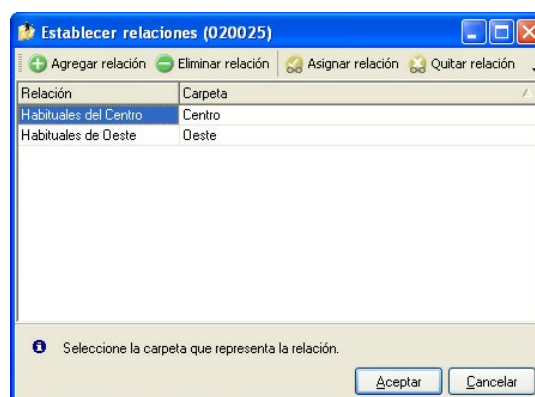 Establecer relaciones (020025)
Agregar relación Eliminar relación Asignar relación Quitar relación
Relación Carpeta
Habituales del Centro Centro
Habituales de Oeste Oeste
Seleccione la carpeta que representa la relación.
Aceptar Cancelar